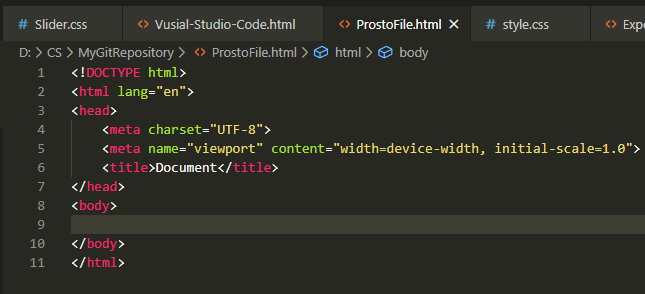 # Slider.css <> Vusial-Studio-Code.html <> ProstoFile.html × # style.css <> Exp
D: > CS > MyGitRepository > <> ProstoFile.html > html > body
1 <!DOCTYPE html>
2 <html lang="en">
3 <head>
4     <meta charset="UTF-8">
5     <meta name="viewport" content="width=device-width, initial-scale=1.0">
6     <title>Document</title>
7 </head>
8 <body>
9
10 </body>
11 </html>